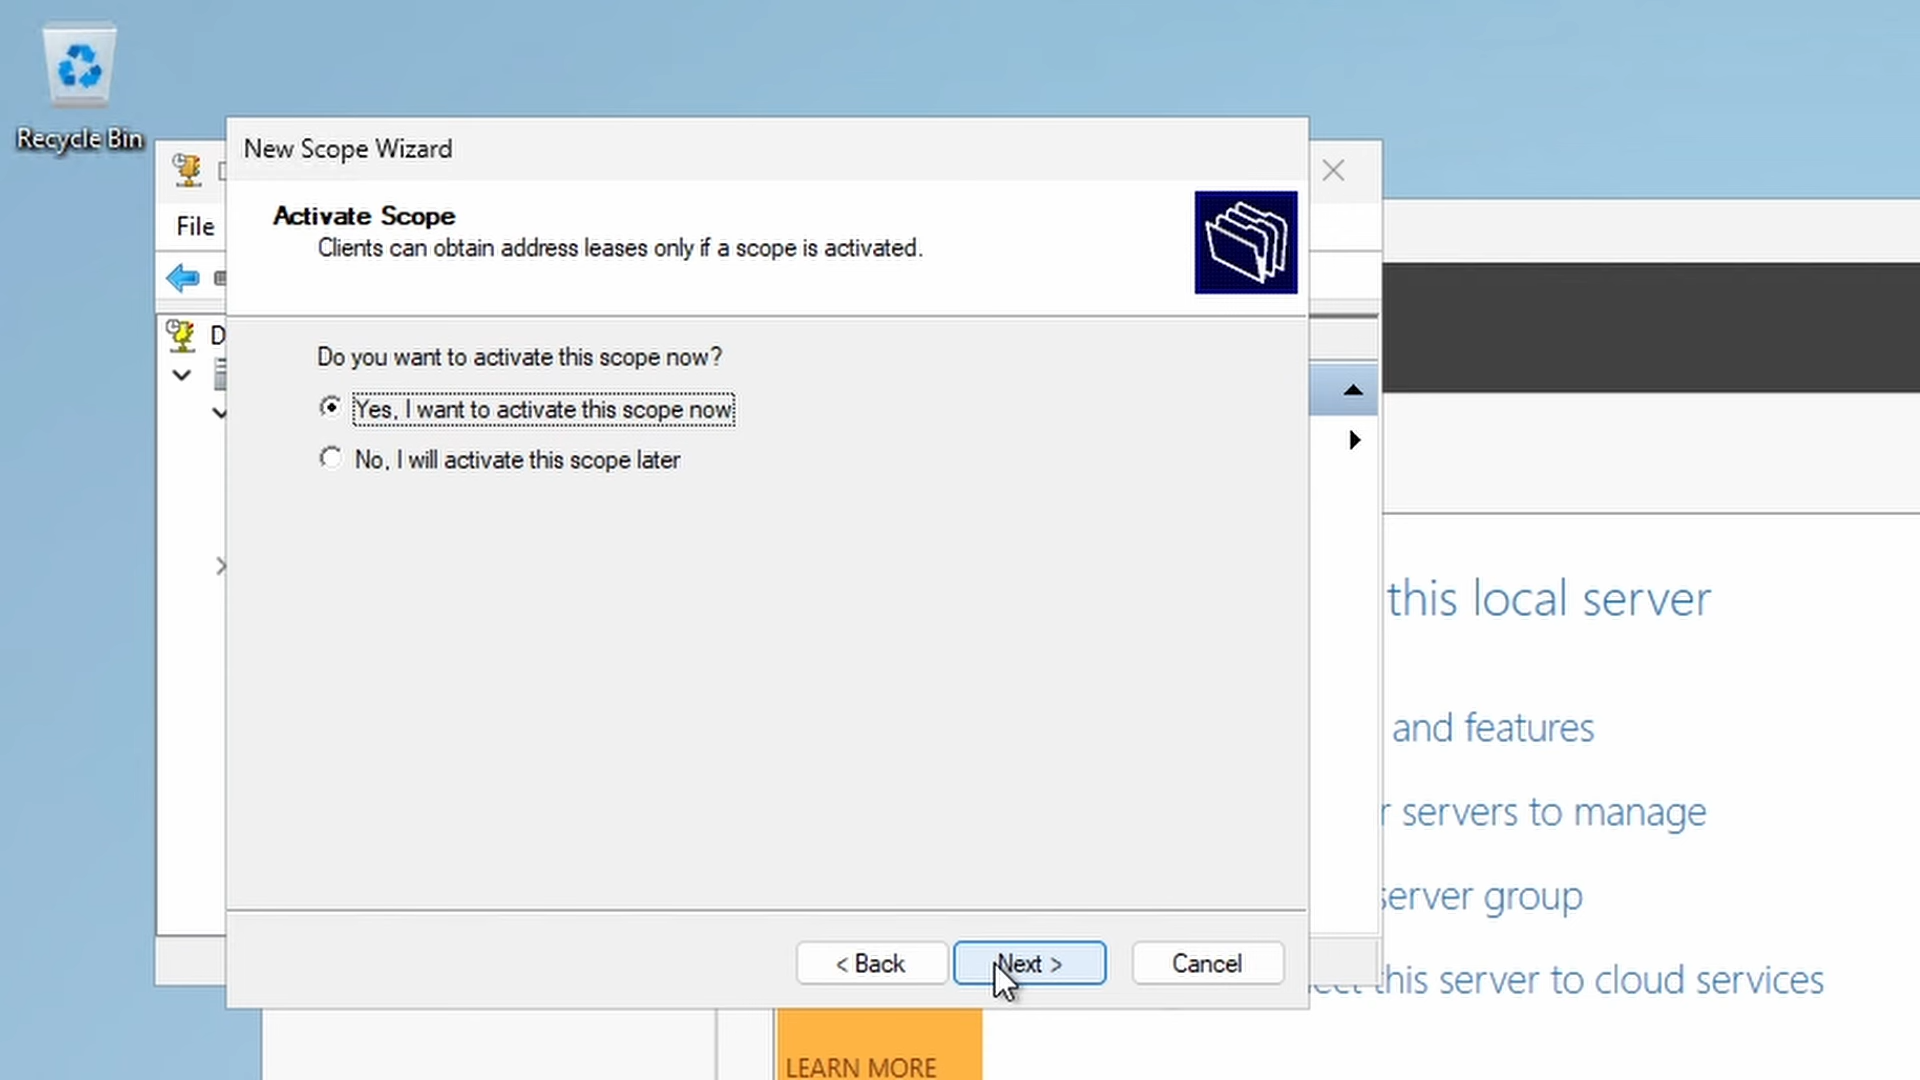 Recycle Bin
New Scope Wizard
Activate Scope
Clients can obtain address leases only if a scope is activated.
File
D
Do you want to activate this scope now?
Yes, I want to activate this scope now
No, I will activate this scope later
this local server
and features
r servers to manage
server group
this server to cloud services
< Back
Next >
Cancel
LEARN MORE